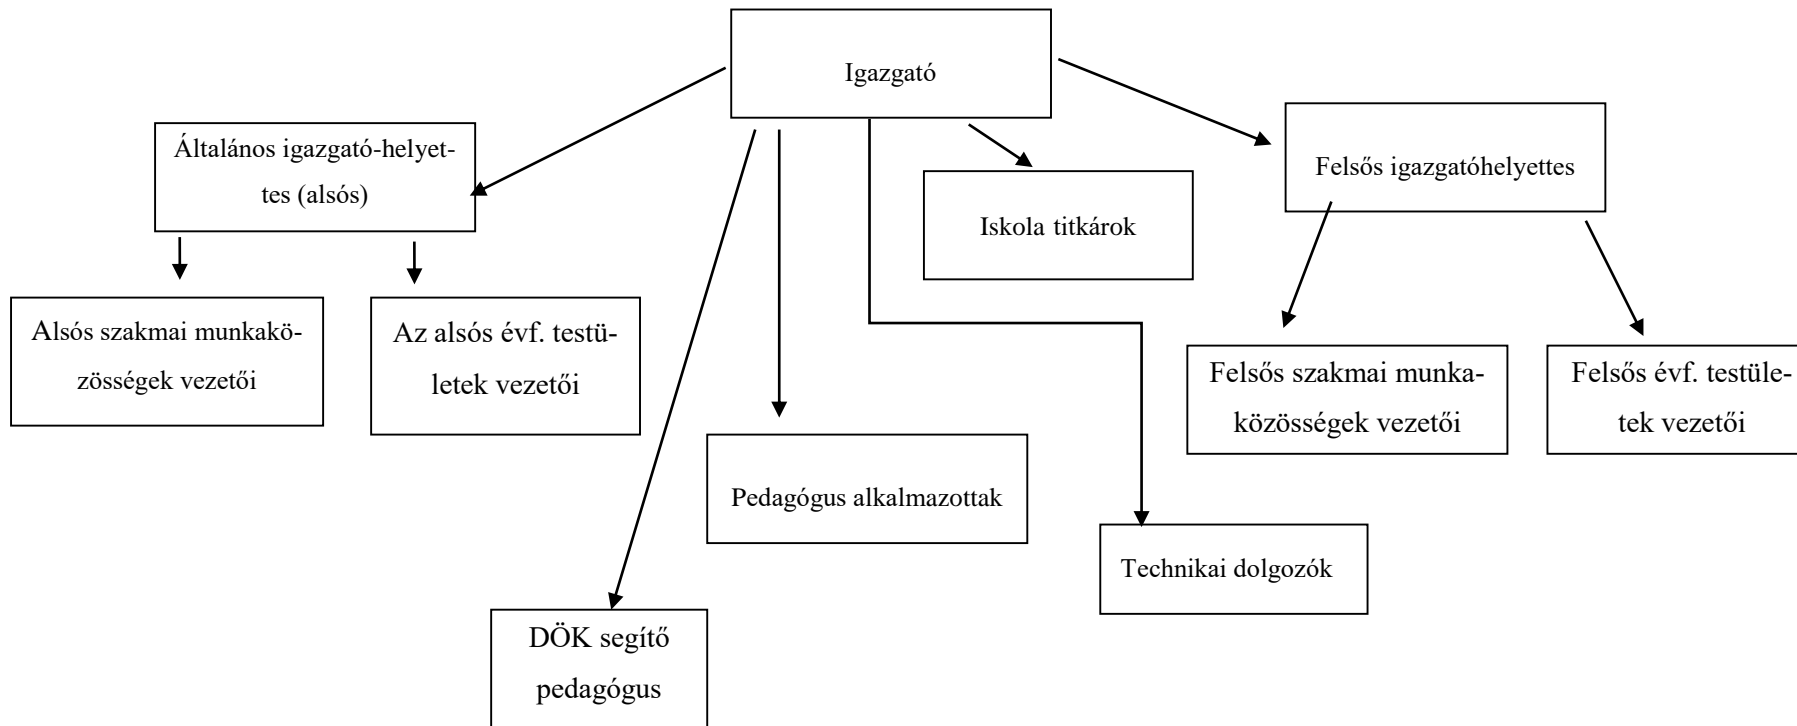 Igazgató
Általános igazgató-helyet-
tes (alsós)
Felsős igazgatóhelyettes
Iskola titkárok
Alsós szakmai munkakö-
zösségek vezetői
Az alsós évf. testü-
letek vezetői
Felsős szakmai munka-
közösségek vezetői
Felsős évf. testüle-
tek vezetői
Pedagógus alkalmazottak
Technikai dolgozók
DÖK segítő
pedagógus